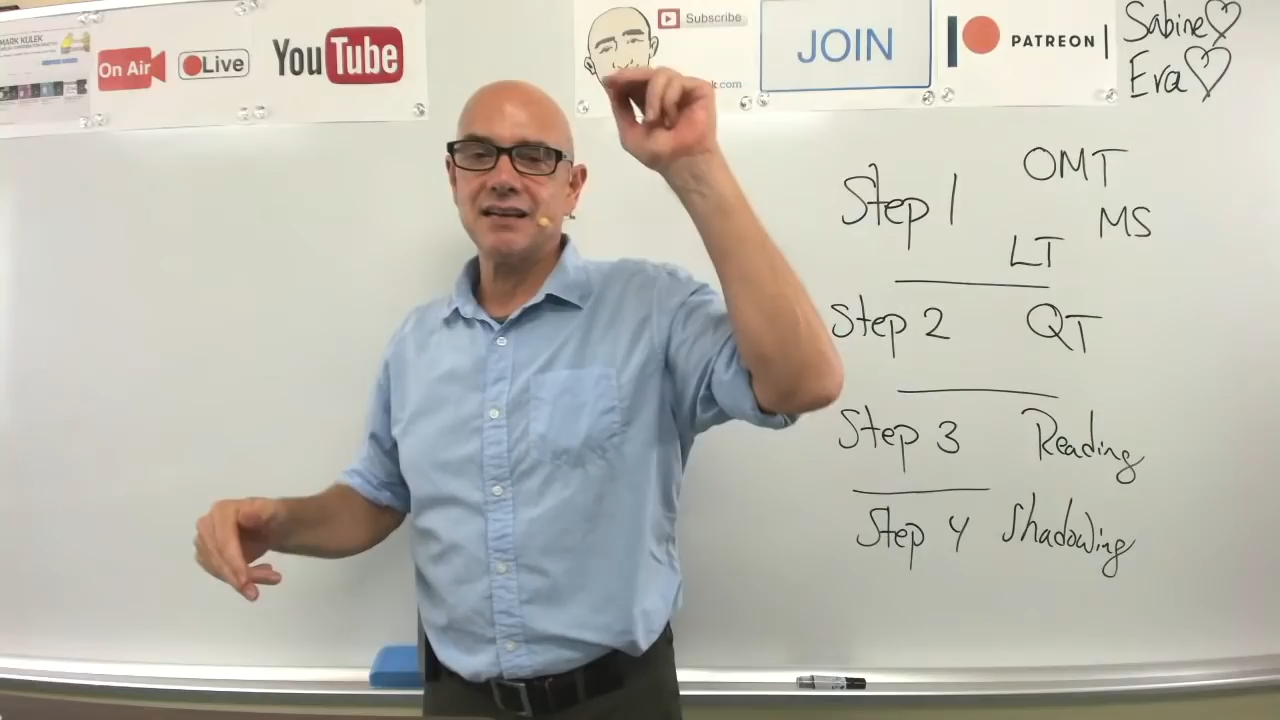 MARK KULEK
On Air
Live
YouTube
Subscribe
k.com
JOIN
PATREON
Sabine
Eva
Step 1 OMT
MS
LT
Step 2 QT
Step 3 Reading
Step 4 Shadowing